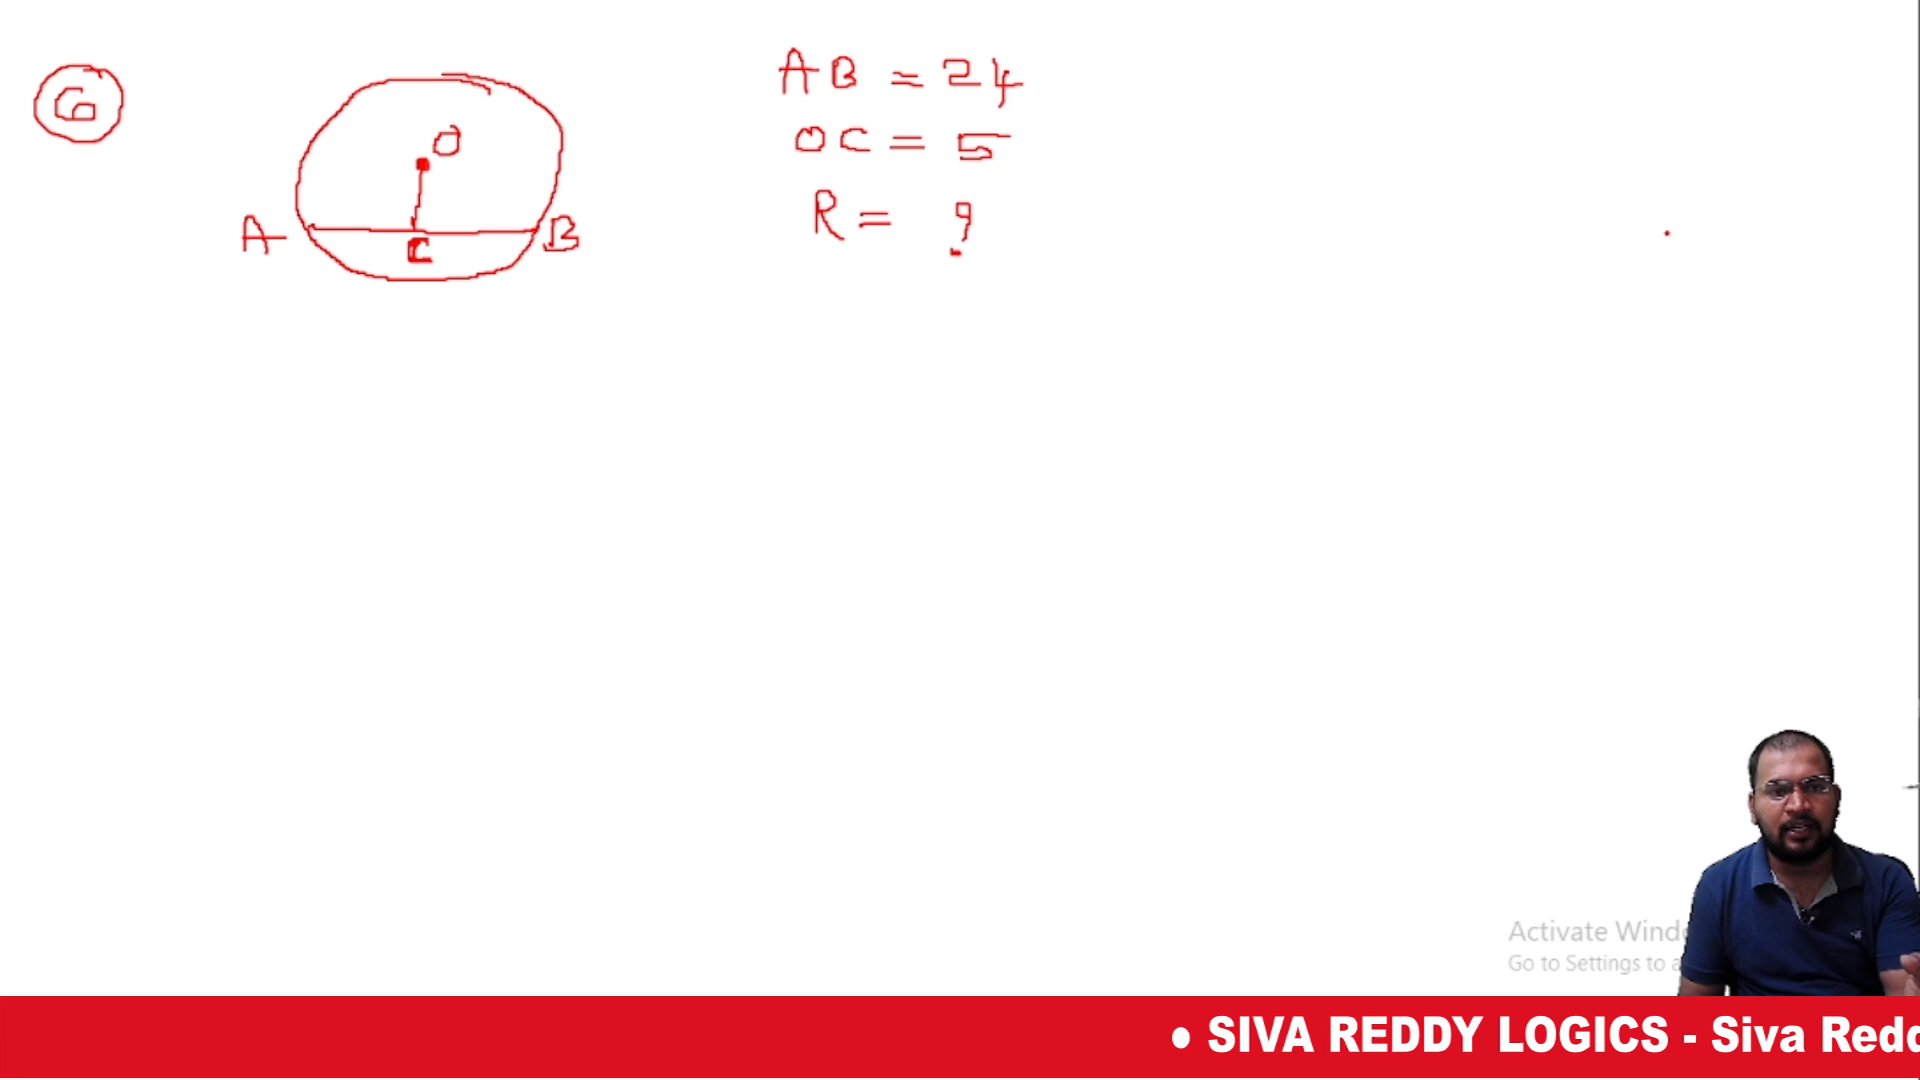 6
O
A
C
B
AB = 24
OC = 5
R = ?
Activate Wind
Go to Settings to a
• SIVA REDDY LOGICS - Siva Redd